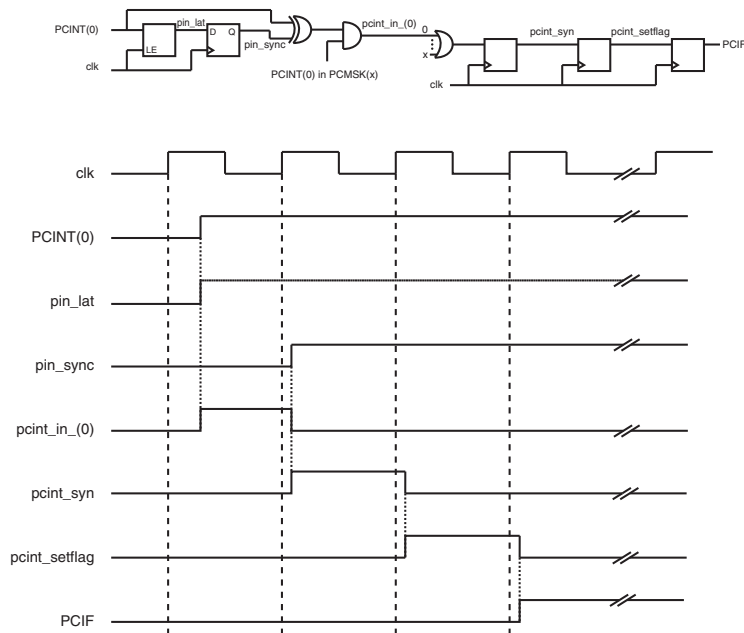 PCINT(0)
pin_lat
LE
D
Q
clk
pin_sync
PCINT(0) in PCMSK(x)
pcint_in_(0)
0
x
clk
pcint_syn
pcint_setflag
PCIF
clk
PCINT(0)
pin_lat
pin_sync
pcint_in_(0)
pcint_syn
pcint_setflag
PCIF